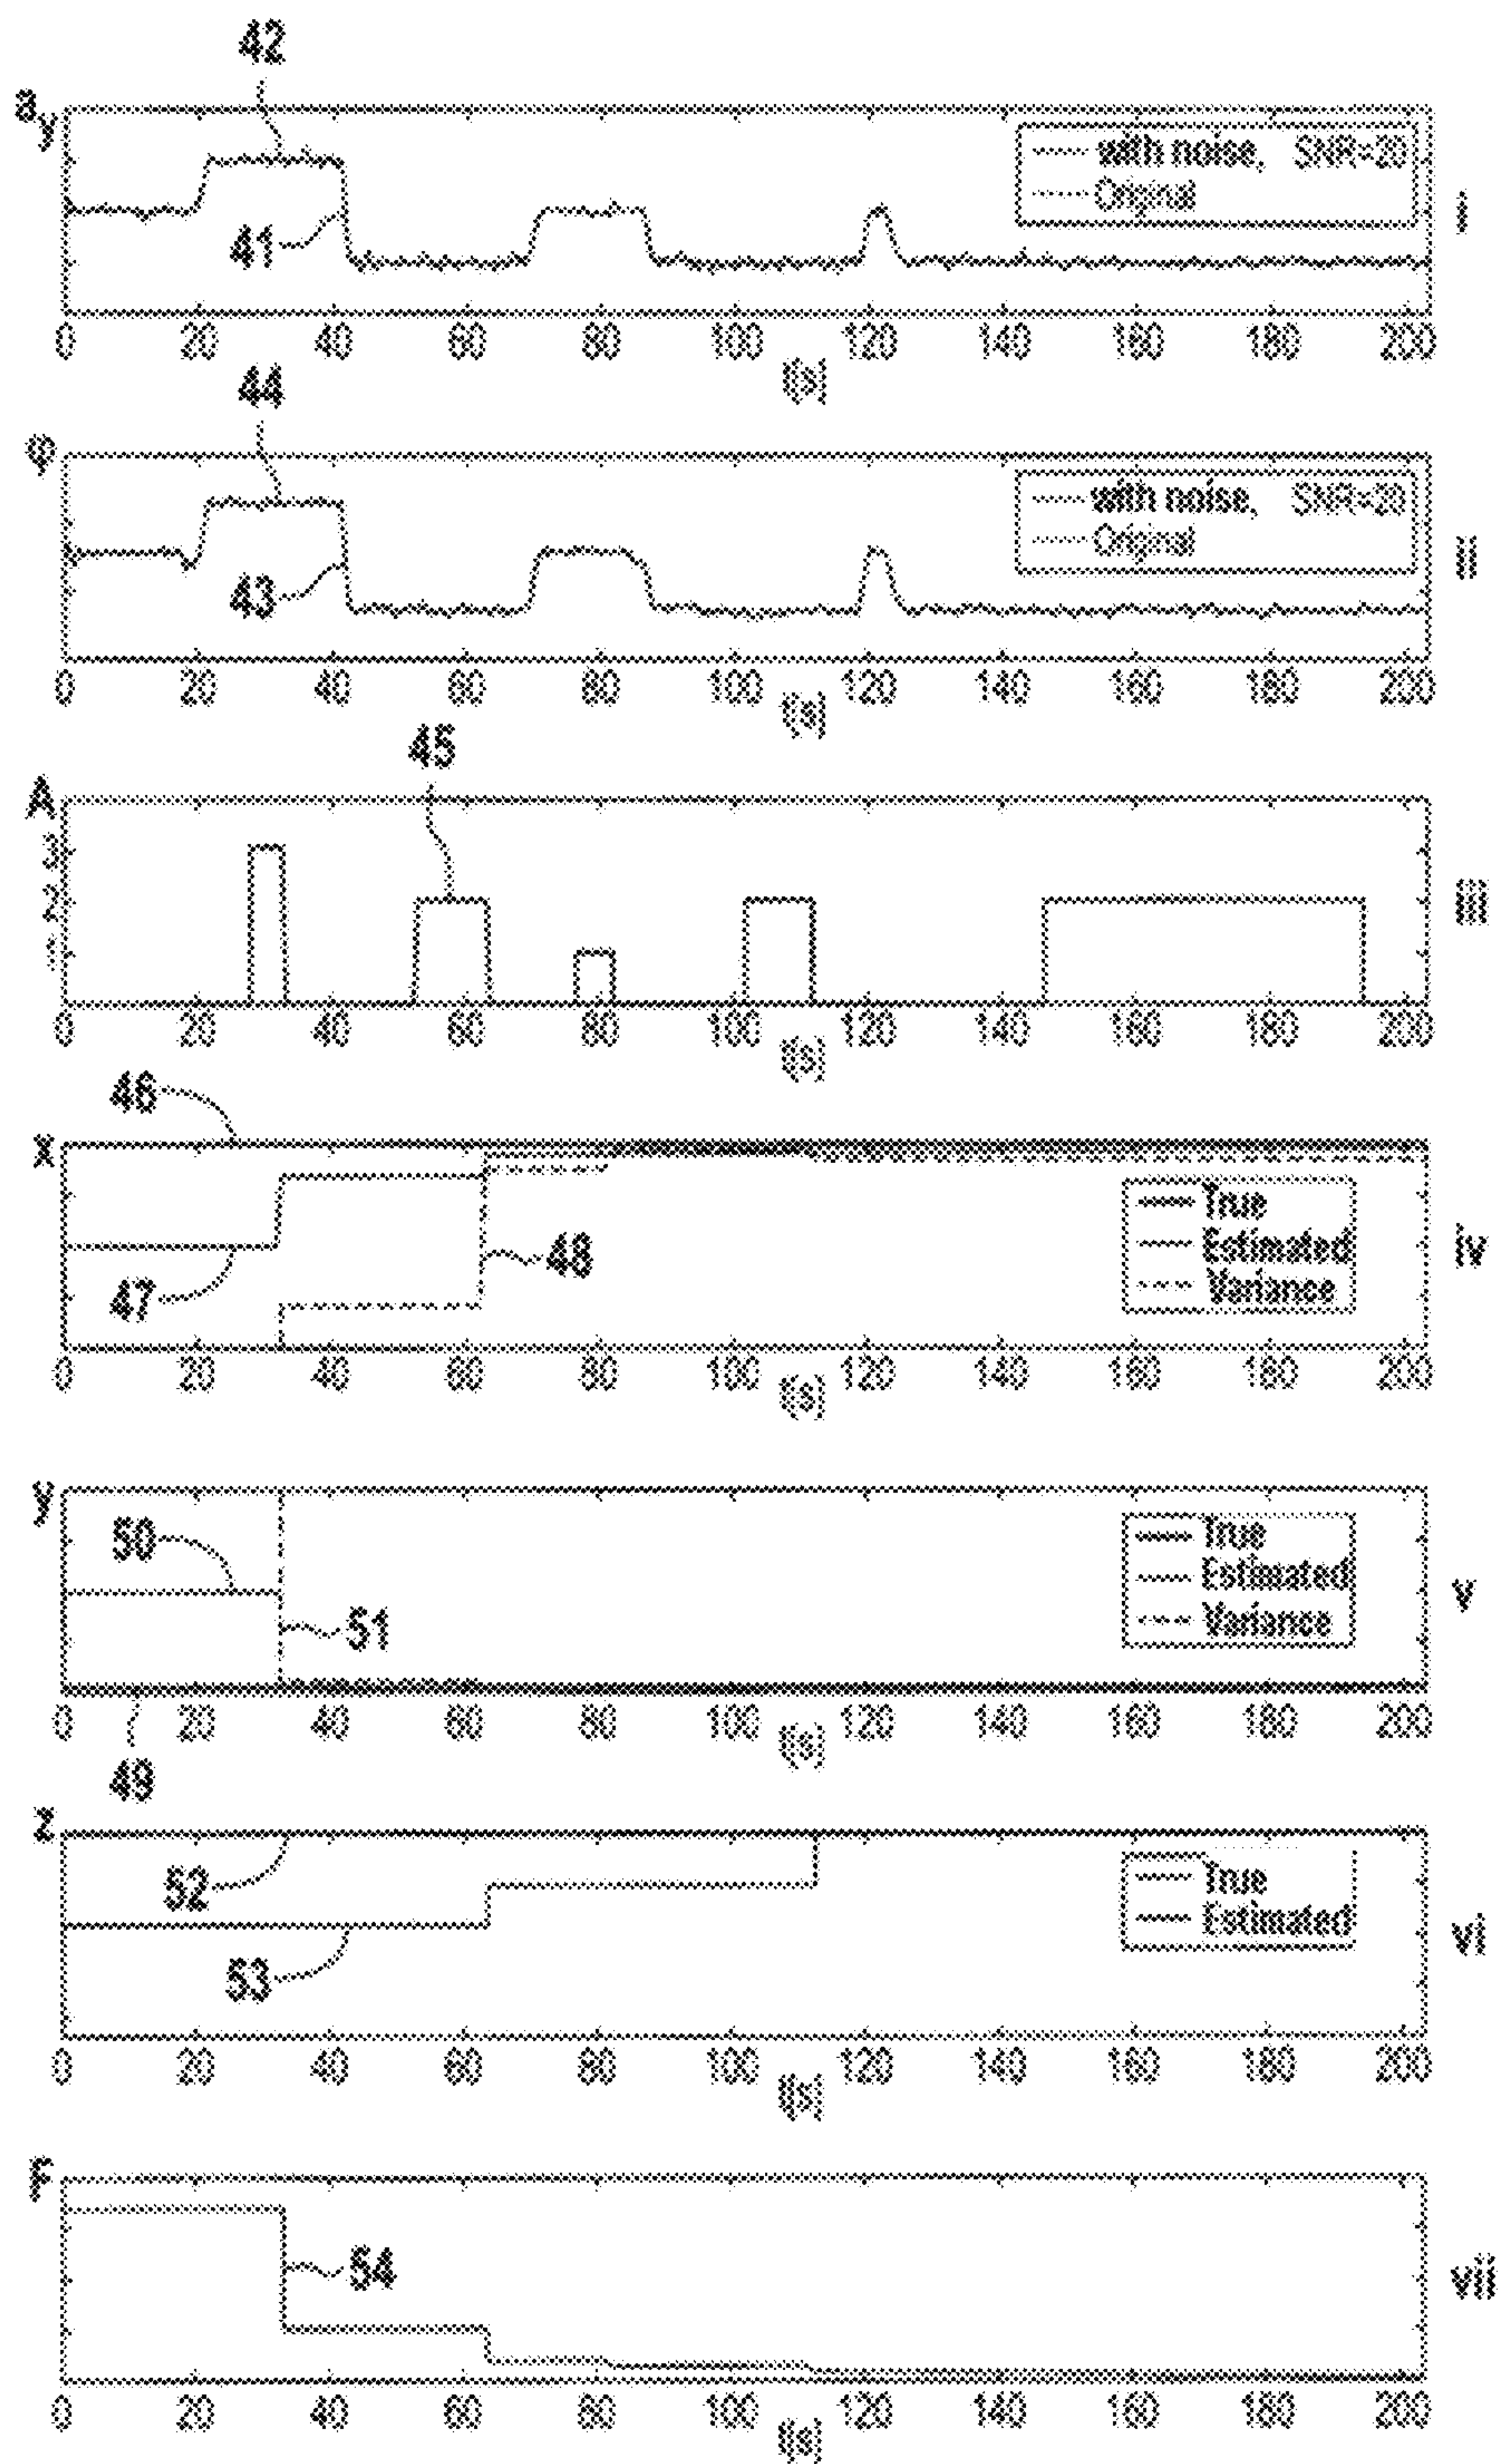 42
a_y
with noise, SNR=20
Original
41
i
0 20 40 60 80 100 120 140 160 180 200
t[s]
44
φ
with noise, SNR=20
Original
43
ii
0 20 40 60 80 100 120 140 160 180 200
t[s]
45
A
3
2
1
iii
0 20 40 60 80 100 120 140 160 180 200
t[s]
46
x
True
Estimated
Variance
48
47
iv
0 20 40 60 80 100 120 140 160 180 200
t[s]
y
50
True
Estimated
Variance
51
v
0 20 40 60 80 100 120 140 160 180 200
t[s]
49
z
52
True
Estimated
53
vi
0 20 40 60 80 100 120 140 160 180 200
t[s]
F
54
vii
0 20 40 60 80 100 120 140 160 180 200
t[s]